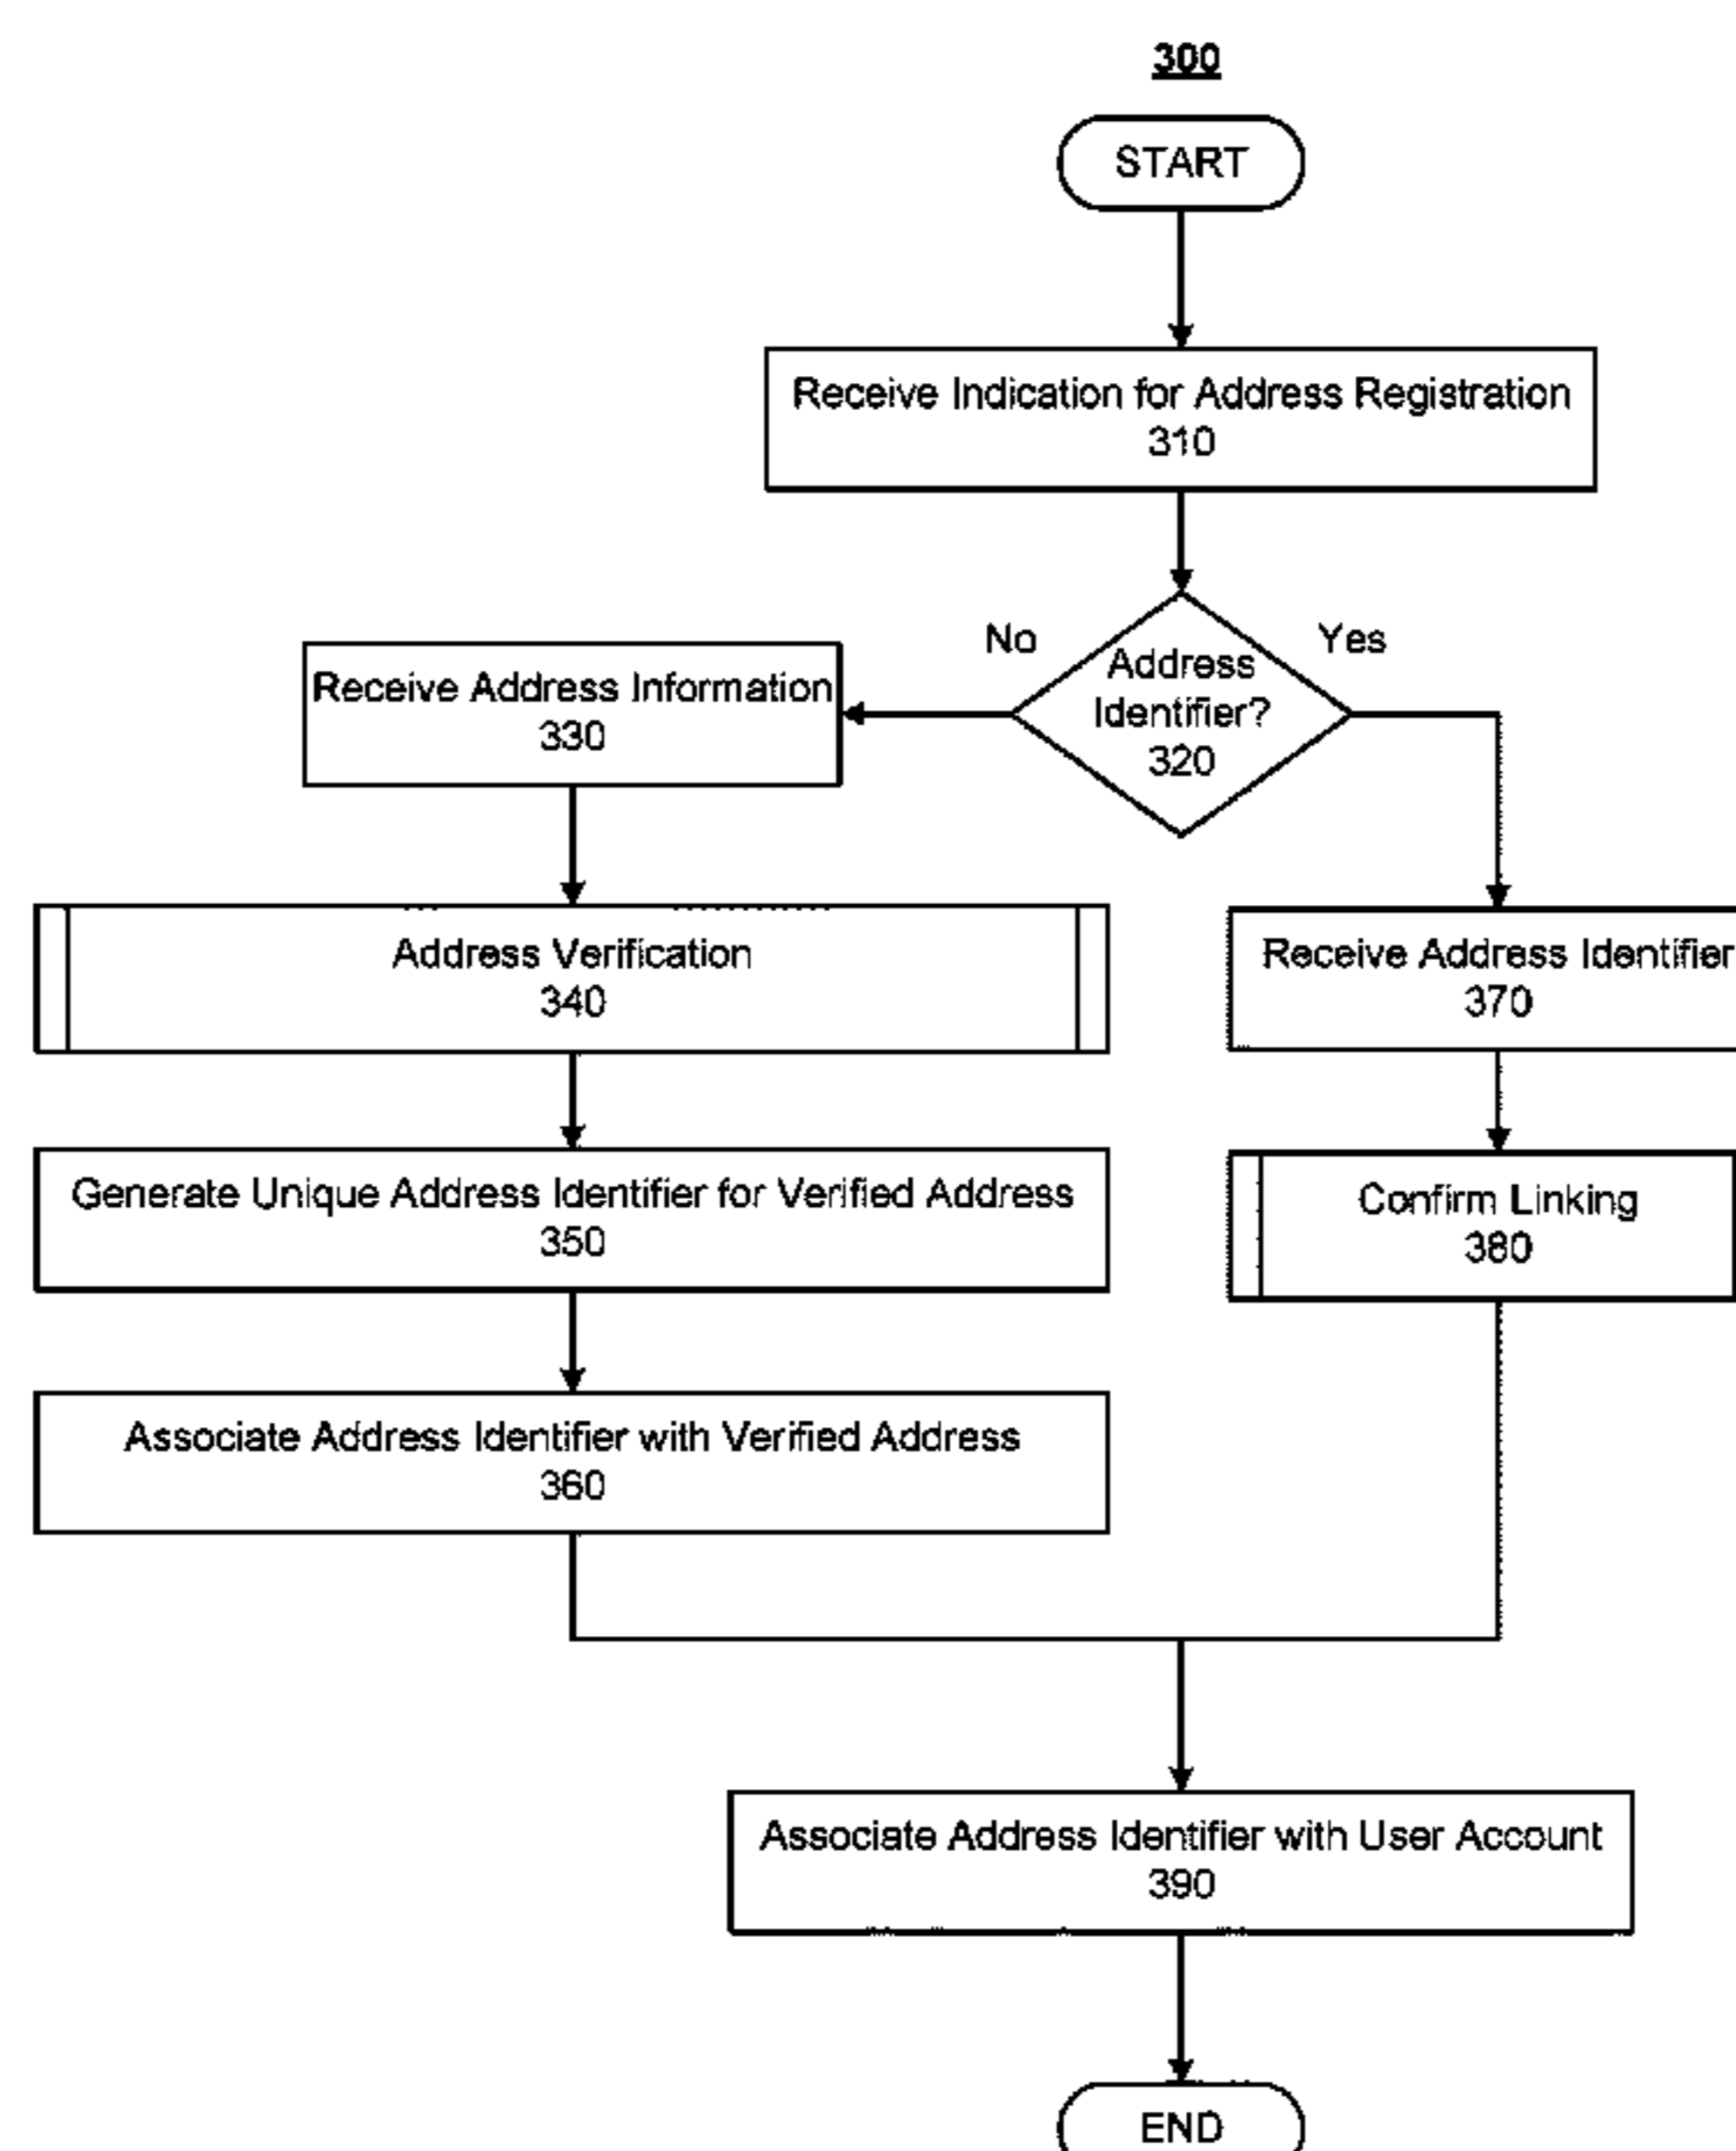 300
START
Receive Indication for Address Registration
310
No
Yes
Address
Identifier?
320
Receive Address Information
330
Address Verification
340
Receive Address Identifier
370
Generate Unique Address Identifier for Verified Address
350
Confirm Linking
380
Associate Address Identifier with Verified Address
360
Associate Address Identifier with User Account
390
END